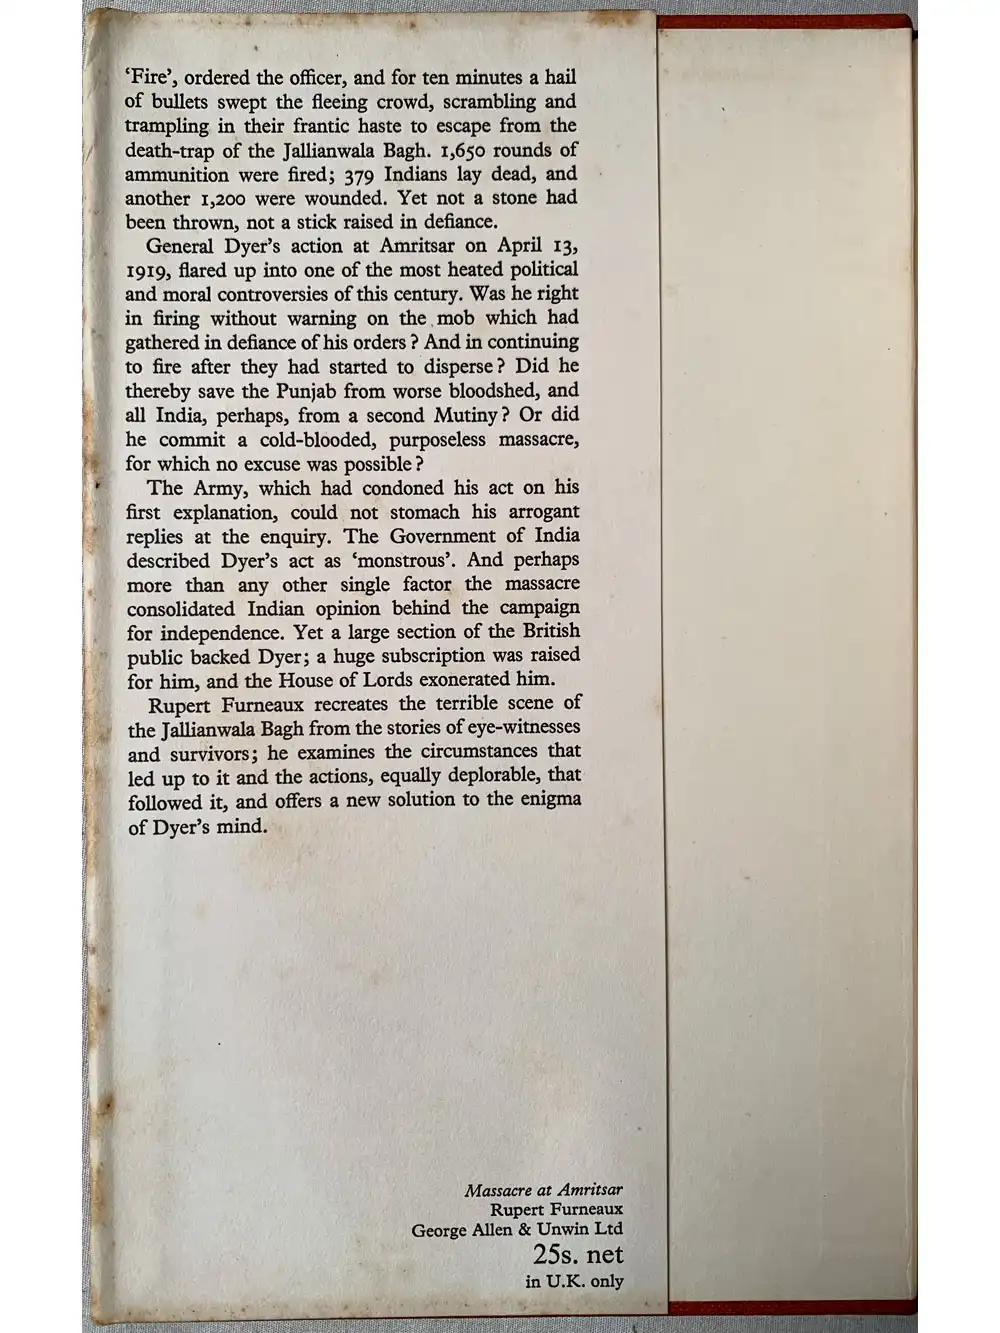 ‘Fire’, ordered the officer, and for ten minutes a hail
of bullets swept the fleeing crowd, scrambling and
trampling in their frantic haste to escape from the
death-trap of the Jallianwala Bagh. 1,650 rounds of
ammunition were fired; 379 Indians lay dead, and
another 1,200 were wounded. Yet not a stone had
been thrown, not a stick raised in defiance.
General Dyer’s action at Amritsar on April 13,
1919, flared up into one of the most heated political
and moral controversies of this century. Was he right
in firing without warning on the mob which had
gathered in defiance of his orders? And in continuing
to fire after they had started to disperse? Did he
thereby save the Punjab from worse bloodshed, and
all India, perhaps, from a second Mutiny? Or did
he commit a cold-blooded, purposeless massacre,
for which no excuse was possible?
The Army, which had condoned his act on his
first explanation, could not stomach his arrogant
replies at the enquiry. The Government of India
described Dyer’s act as ‘monstrous’. And perhaps
more than any other single factor the massacre
consolidated Indian opinion behind the campaign
for independence. Yet a large section of the British
public backed Dyer; a huge subscription was raised
for him, and the House of Lords exonerated him.
Rupert Furneaux recreates the terrible scene of
the Jallianwala Bagh from the stories of eye-witnesses
and survivors; he examines the circumstances that
led up to it and the actions, equally deplorable, that
followed it, and offers a new solution to the enigma
of Dyer’s mind.
Massacre at Amritsar
Rupert Furneaux
George Allen & Unwin Ltd
25s. net
in U.K. only